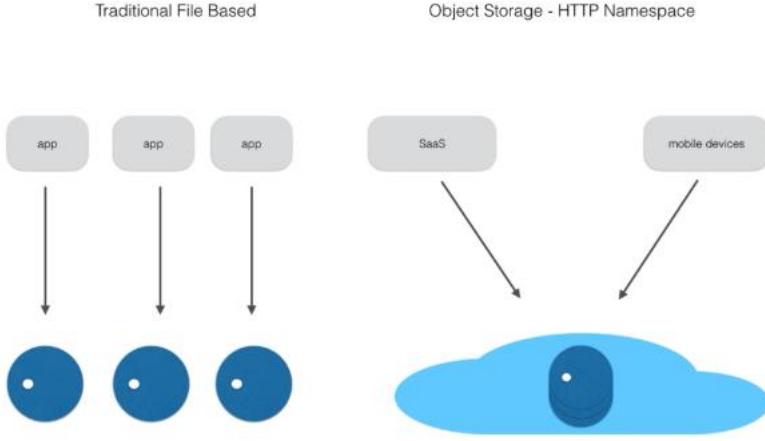 Traditional File Based
Object Storage - HTTP Namespace
app
app
app
SaaS
mobile devices